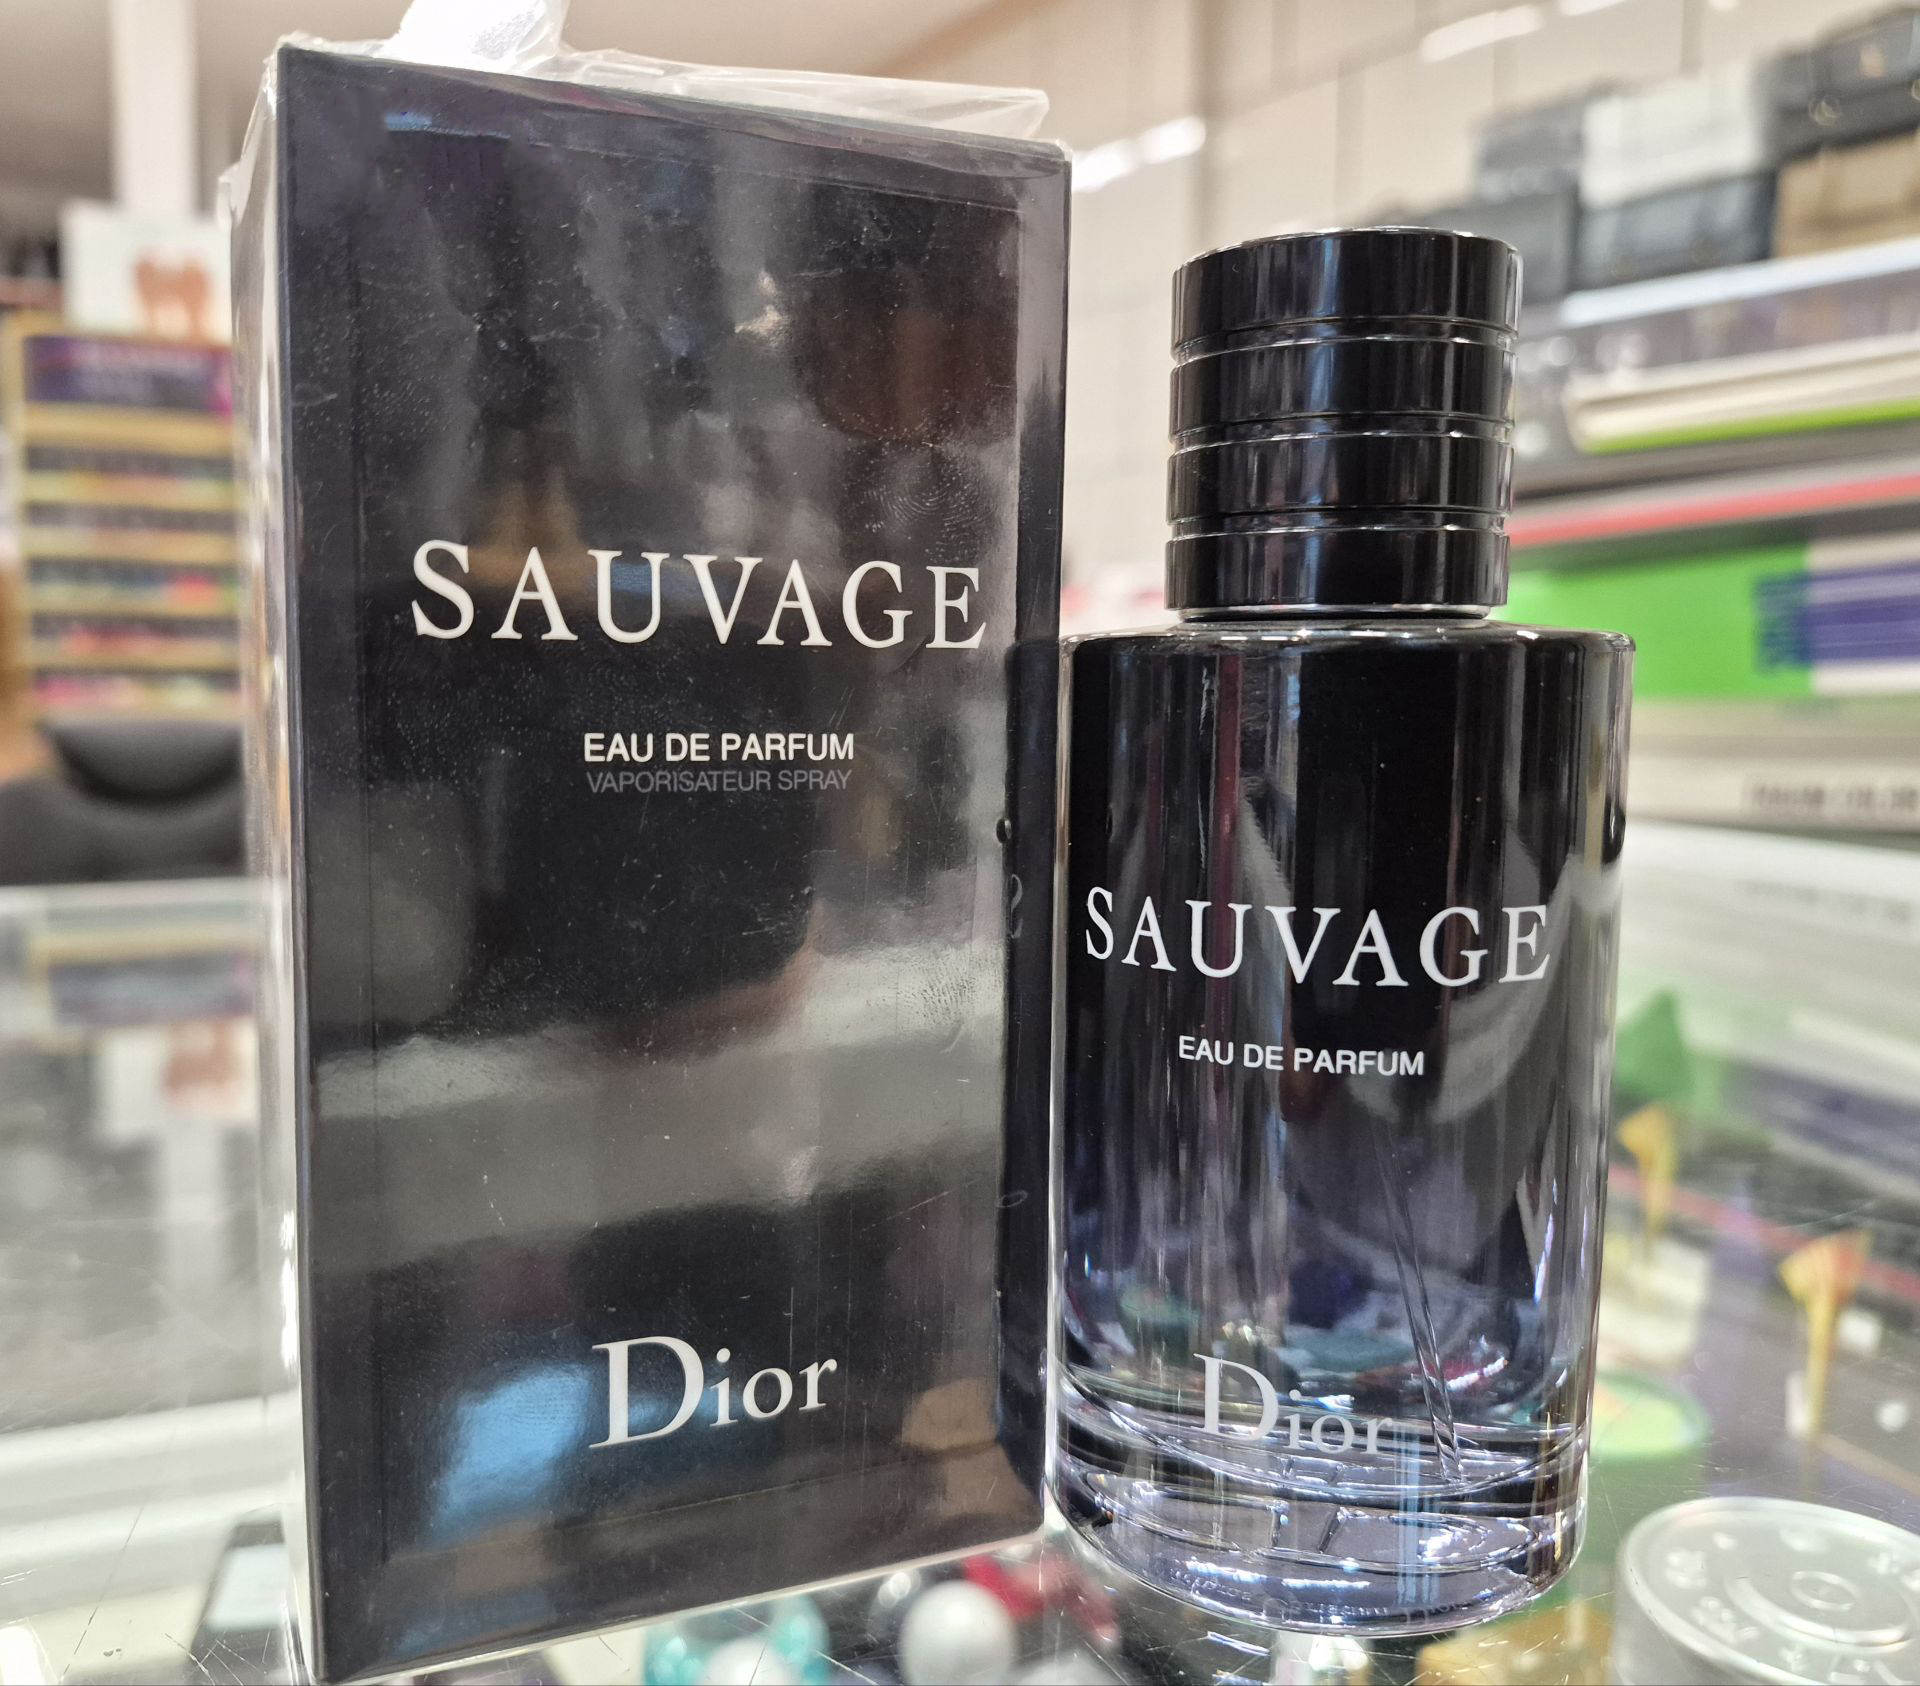 SAUVAGE
EAU DE PARFUM
VAPORISATEUR SPRAY
Dior
SAUVAGE
EAU DE PARFUM
Dior